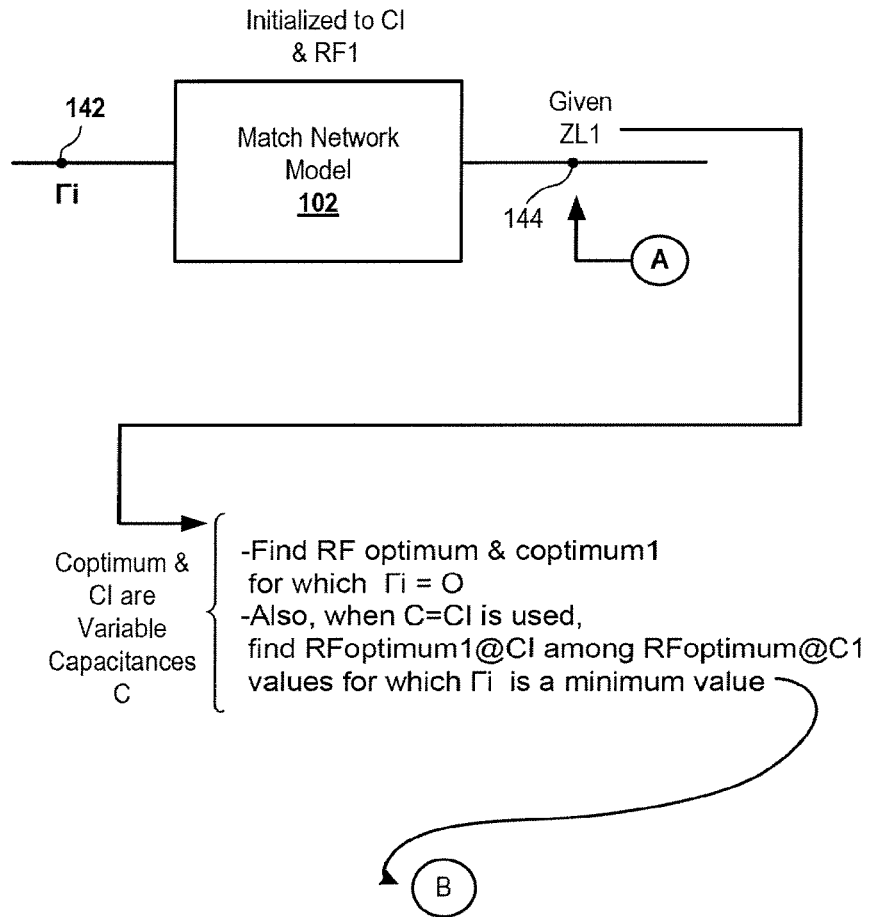 Initialized to CI
& RF1
142
Γi
Match Network
Model
102
Given
ZL1
144
A
Coptimum &
CI are
Variable
Capacitances
C
-Find RF optimum & coptimum1
for which Γi = O
-Also, when C=CI is used,
find RFoptimum1@CI among RFoptimum@C1
values for which Γi is a minimum value
B